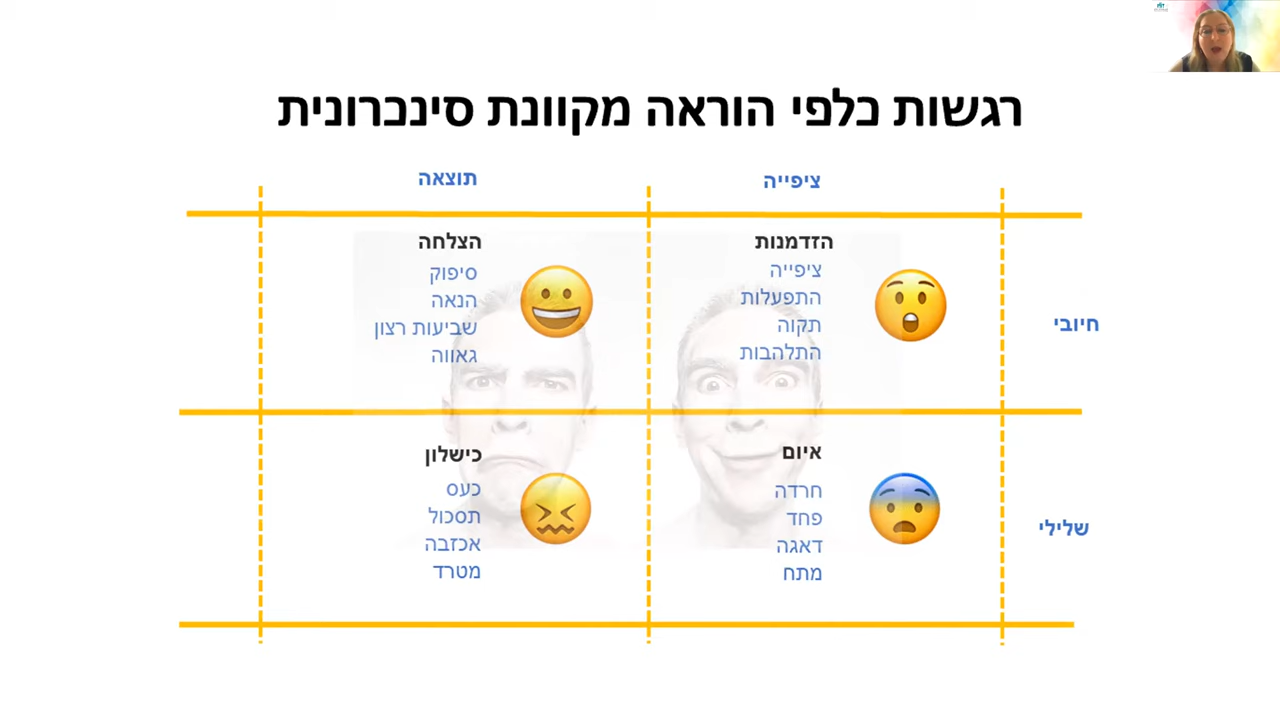 רגשות כלפי הוראה מקוונת סינכרונית
ציפייה
תוצאה
חיובי
הזדמנות
ציפייה
התפעלות
תקוה
התלהבות
הצלחה
סיפוק
הנאה
שביעות רצון
גאווה
שלילי
איום
חרדה
פחד
דאגה
מתח
כישלון
כעס
תסכול
אכזבה
מטרד